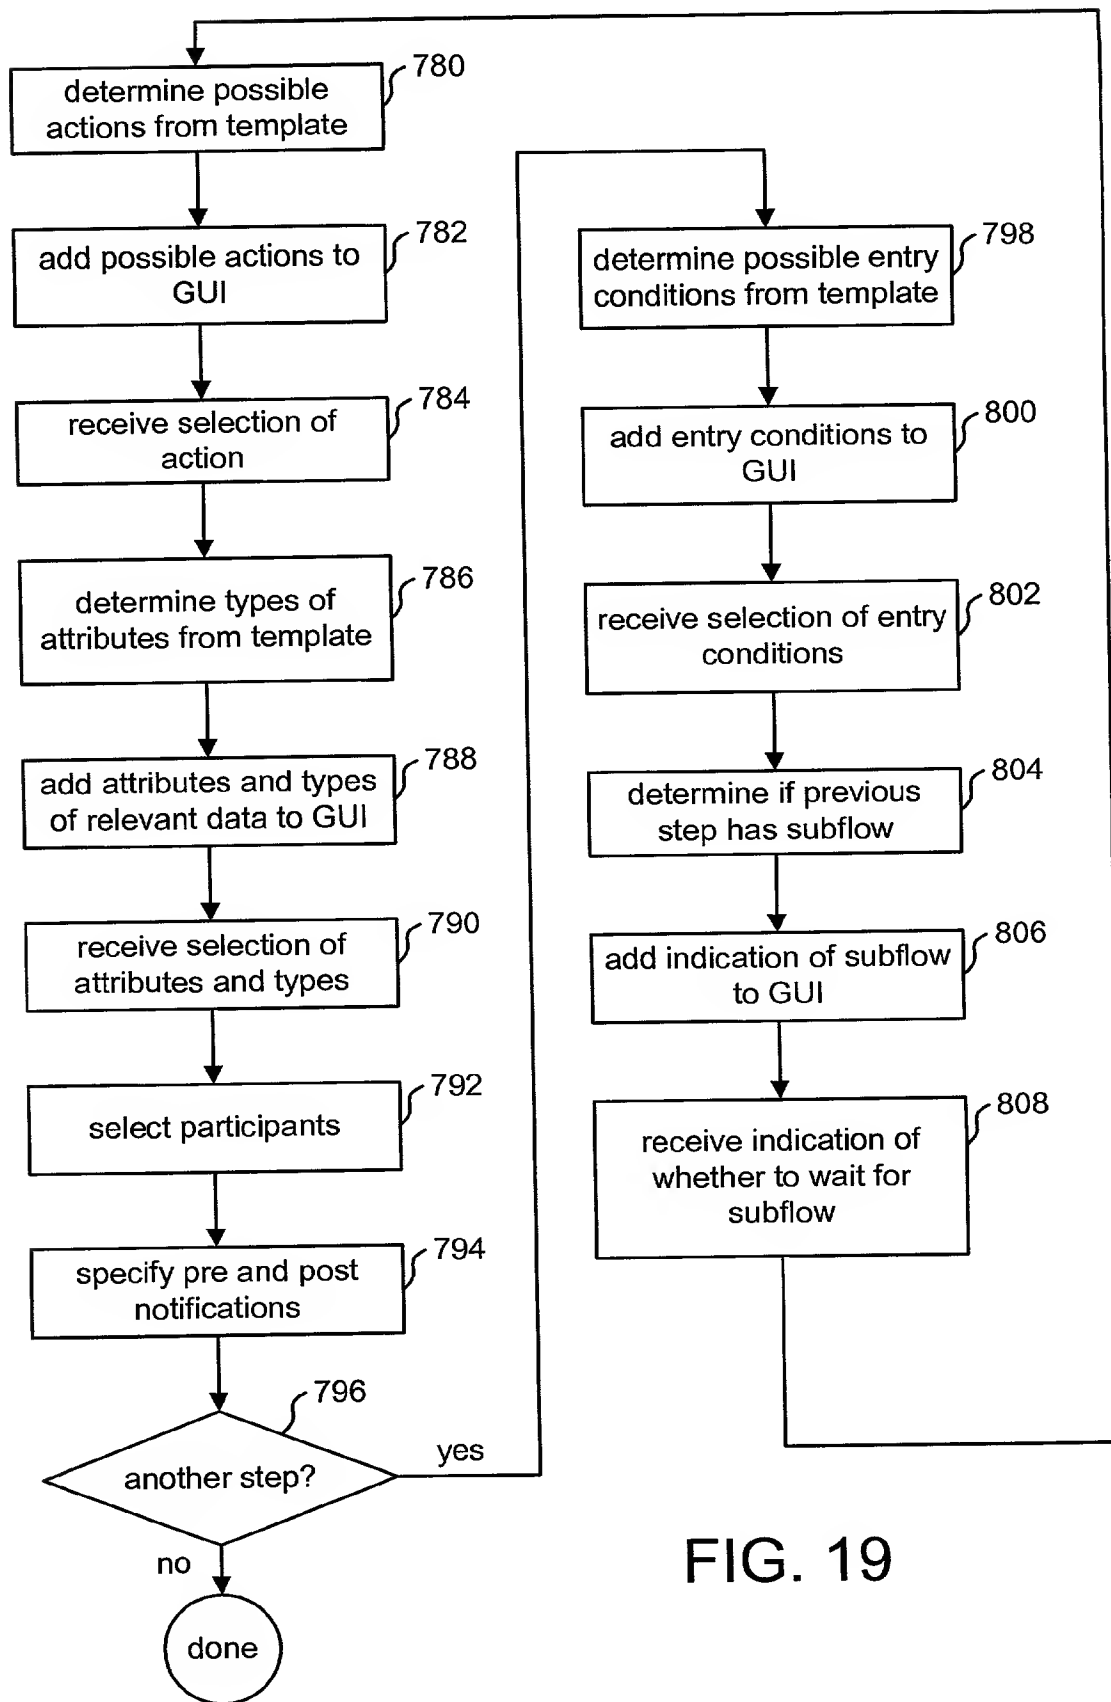 780
determine possible
actions from template
782
add possible actions to
GUI
784
receive selection of
action
786
determine types of
attributes from template
788
add attributes and types
of relevant data to GUI
790
receive selection of
attributes and types
792
select participants
794
specify pre and post
notifications
796
another step?
yes
no
done
798
determine possible entry
conditions from template
800
add entry conditions to
GUI
802
receive selection of entry
conditions
804
determine if previous
step has subflow
806
add indication of subflow
to GUI
808
receive indication of
whether to wait for
subflow
FIG. 19